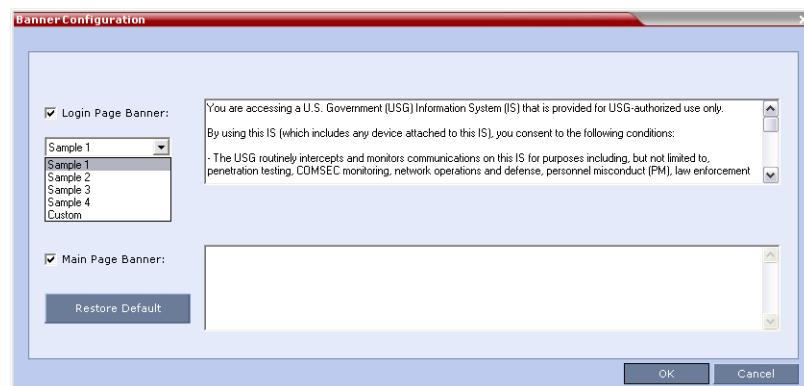 Banner Configuration
Login Page Banner:
You are accessing a U.S. Government (USG) Information System (IS) that is provided for USG-authorized use only.
By using this IS (which includes any device attached to this IS), you consent to the following conditions:
- The USG routinely intercepts and monitors communications on this IS for purposes including, but not limited to,
penetration testing, COMSEC monitoring, network operations and defense, personnel misconduct (PM), law enforcement
Sample 1
Sample 1
Sample 2
Sample 3
Sample 4
Custom
Main Page Banner:
Restore Default
OK
Cancel